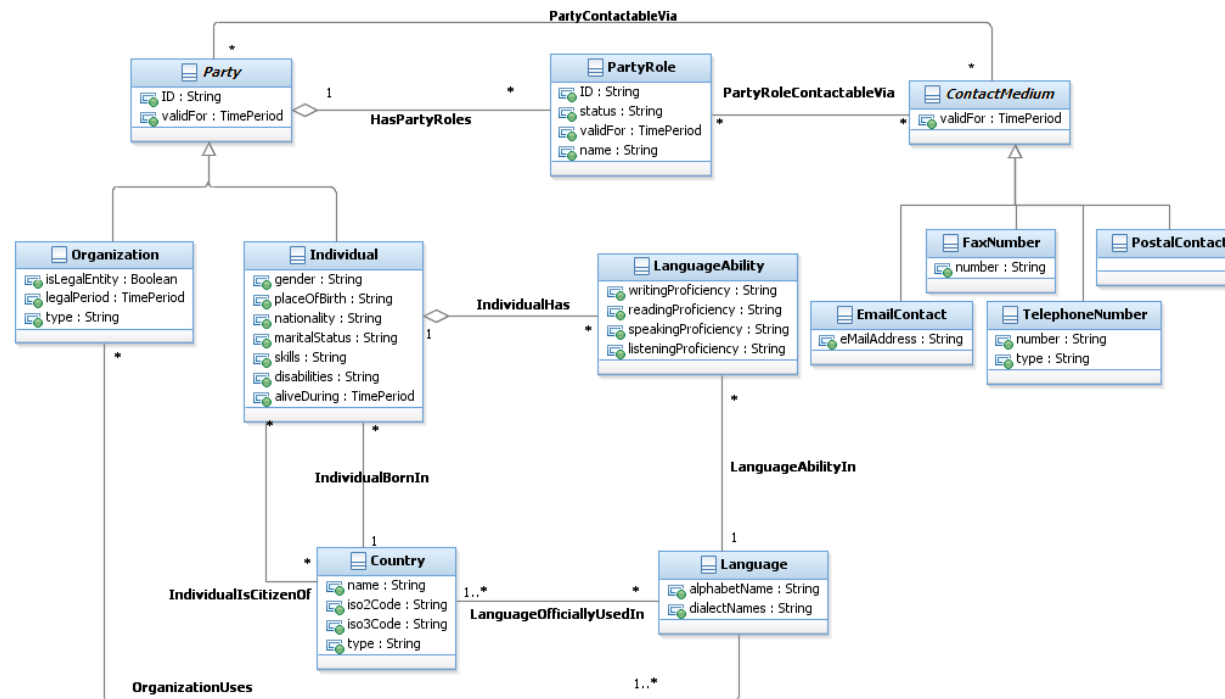 PartyContactableVia
*
*
Party
ID : String
validFor : TimePeriod
1
*
HasPartyRoles
PartyRole
ID : String
status : String
validFor : TimePeriod
name : String
PartyRoleContactableVia
*
*
ContactMedium
validFor : TimePeriod
Organization
isLegalEntity : Boolean
legalPeriod : TimePeriod
type : String
*
Individual
gender : String
placeOfBirth : String
nationality : String
maritalStatus : String
skills : String
disabilities : String
aliveDuring : TimePeriod
IndividualHas
1
*
LanguageAbility
writingProficiency : String
readingProficiency : String
speakingProficiency : String
listeningProficiency : String
FaxNumber
number : String
PostalContact
EmailContact
eMailAddress : String
TelephoneNumber
number : String
type : String
*
*
*
IndividualBornIn
LanguageAbilityIn
1
1
*
IndividualIsCitizenOf
Country
name : String
iso2Code : String
iso3Code : String
type : String
1..*
*
LanguageOfficiallyUsedIn
Language
alphabetName : String
dialectNames : String
OrganizationUses
1..*